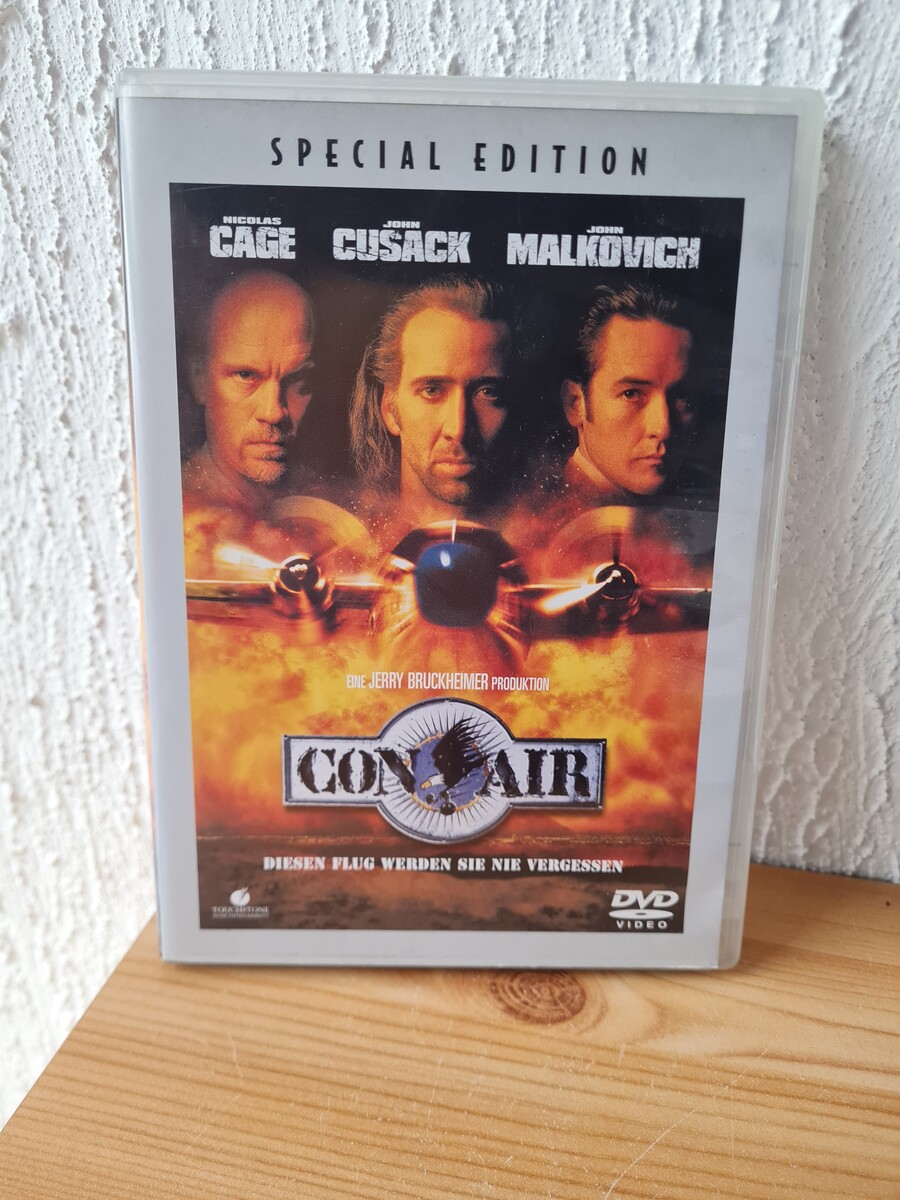 SPECIAL EDITION
NICOLAS CAGE
JOHN CUSACK
JOHN MALKOVICH
EINE JERRY BRUCKHEIMER PRODUKTION
CON AIR
DIESEN FLUG WERDEN SIE NIE VERGESSEN
TOUCHSTONE
DVD
VIDEO